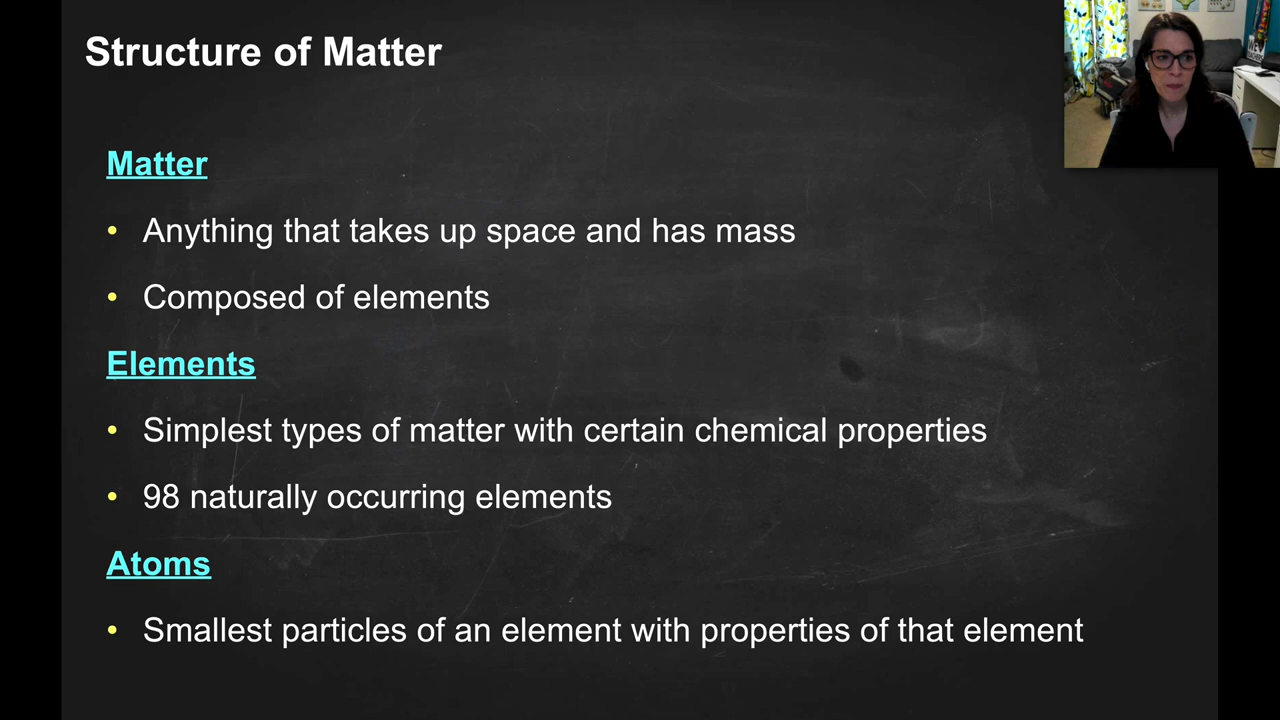 Structure of Matter
Matter
• Anything that takes up space and has mass
• Composed of elements
Elements
• Simplest types of matter with certain chemical properties
• 98 naturally occurring elements
Atoms
• Smallest particles of an element with properties of that element